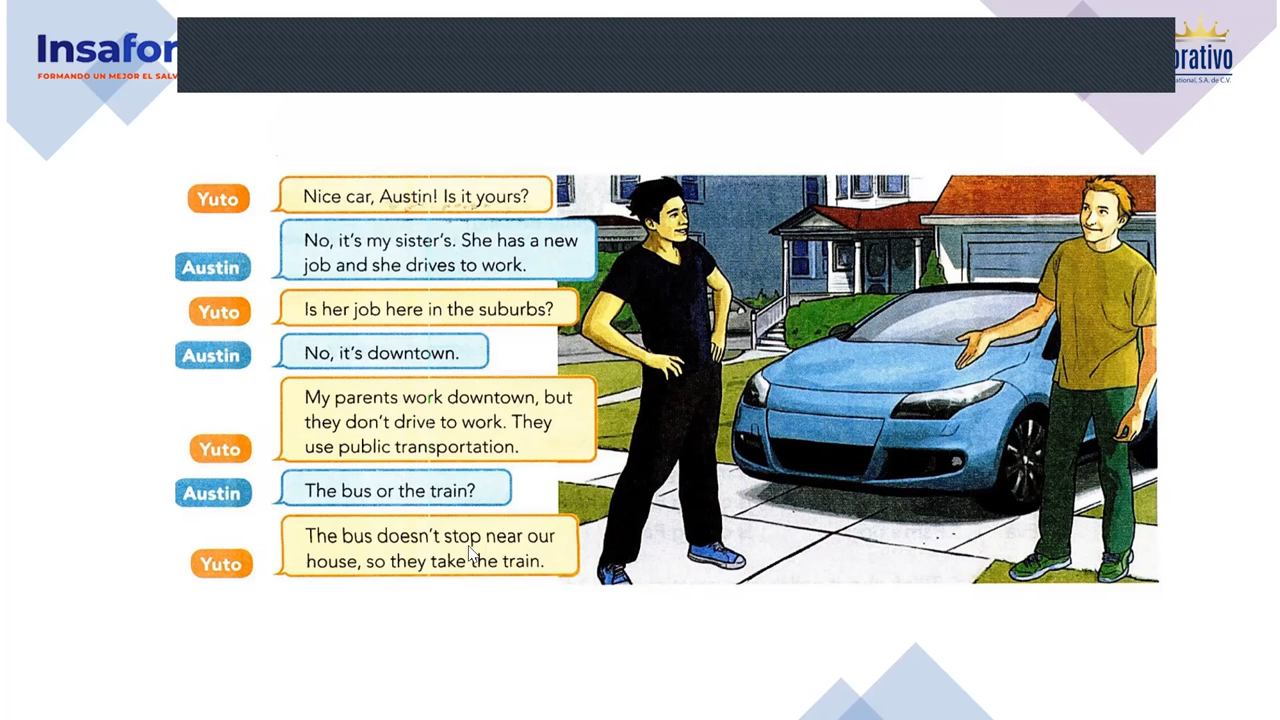 Insafor
FORMANDO UN MEJOR EL SALV
orativo
ational, S.A. de C.V.
Yuto
Nice car, Austin! Is it yours?
Austin
No, it's my sister's. She has a new
job and she drives to work.
Yuto
Is her job here in the suburbs?
Austin
No, it's downtown.
Yuto
My parents work downtown, but
they don't drive to work. They
use public transportation.
Austin
The bus or the train?
Yuto
The bus doesn't stop near our
house, so they take the train.